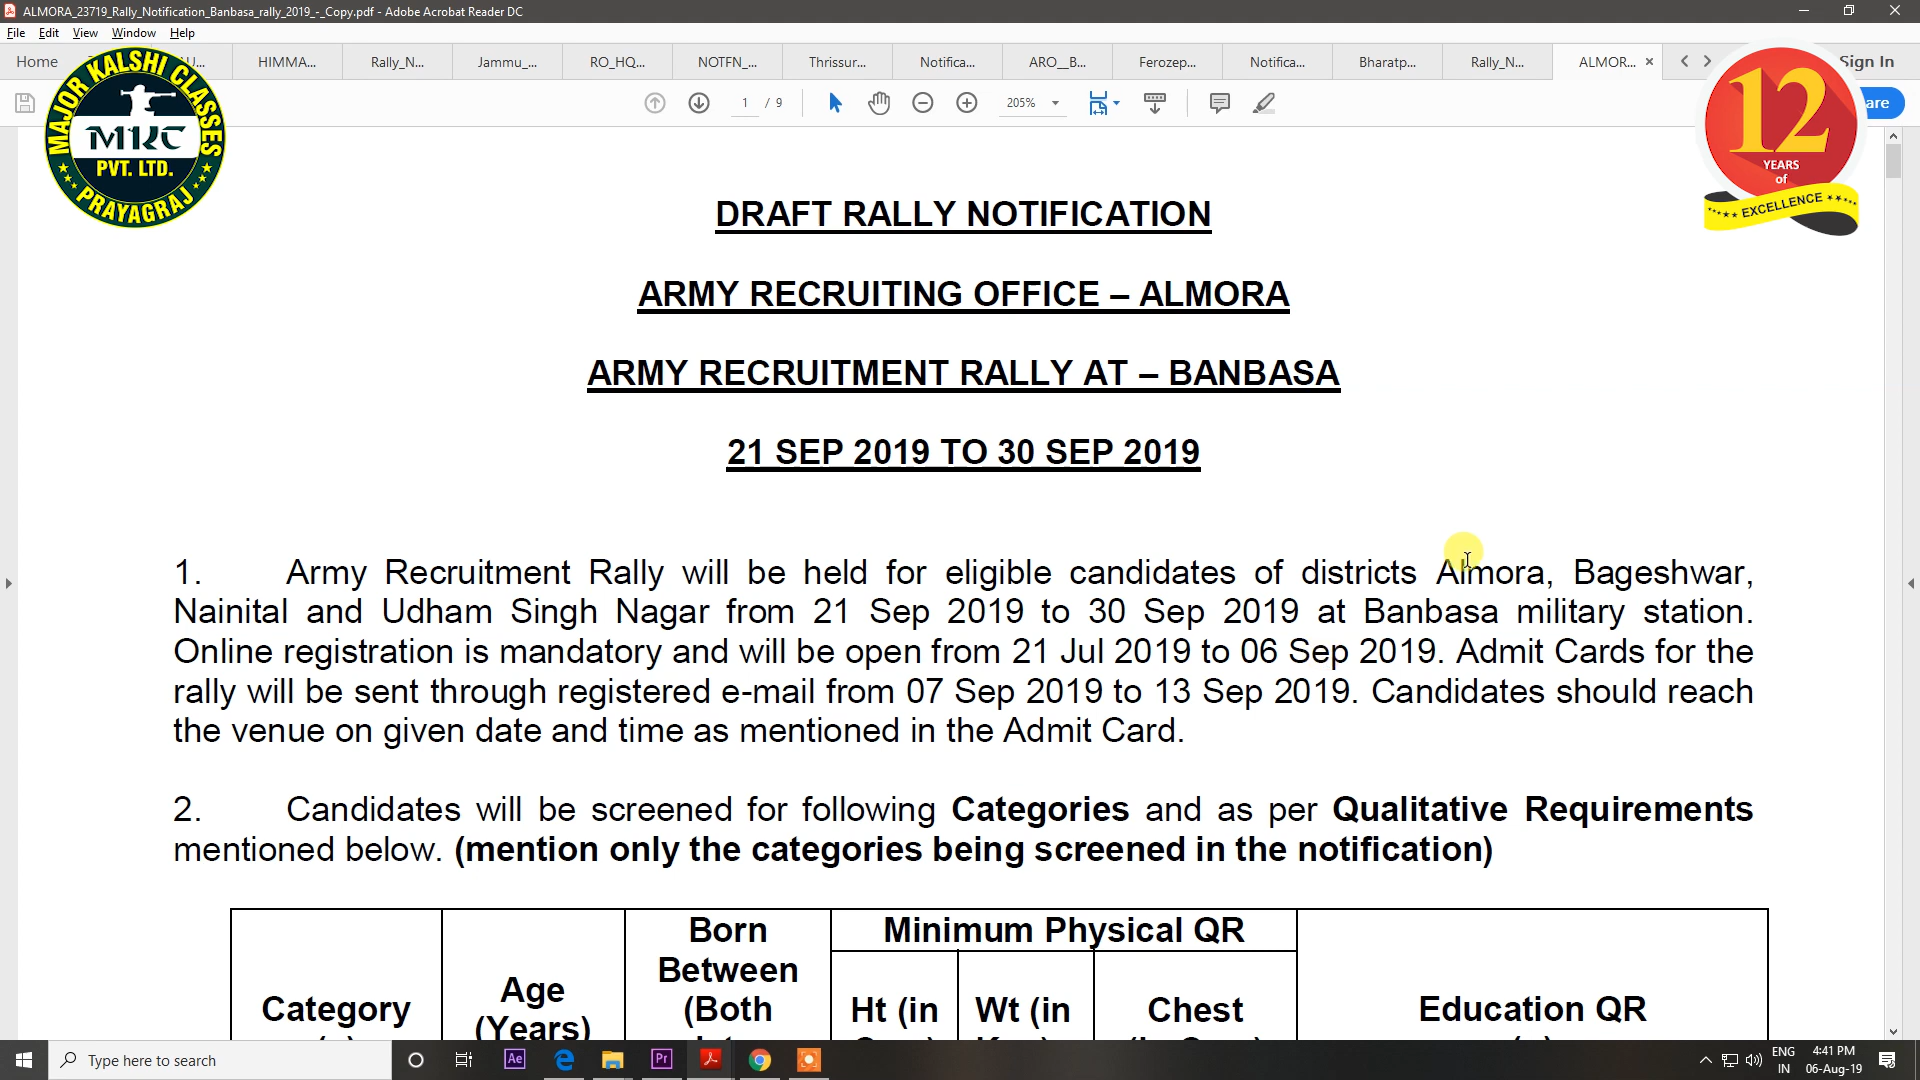 ALMORA_23719_Rally_Notification_Banbasa_rally_2019_-_Copy.pdf - Adobe Acrobat Reader DC
File Edit View Window Help
Home U... HIMMA... Rally_N... Jammu_... RO_HQ... NOTFN_... Thrissur... Notifica... ARO__B... Ferozep... Notifica... Bharatp... Rally_N... ALMOR... Sign In
1 / 9 205% are
MAJOR KALSHI CLASSES
MKC
PVT. LTD.
PRAYAGRAJ
12
YEARS
of
EXCELLENCE
DRAFT RALLY NOTIFICATION
ARMY RECRUITING OFFICE – ALMORA
ARMY RECRUITMENT RALLY AT – BANBASA
21 SEP 2019 TO 30 SEP 2019
1. Army Recruitment Rally will be held for eligible candidates of districts Almora, Bageshwar,
Nainital and Udham Singh Nagar from 21 Sep 2019 to 30 Sep 2019 at Banbasa military station.
Online registration is mandatory and will be open from 21 Jul 2019 to 06 Sep 2019. Admit Cards for the
rally will be sent through registered e-mail from 07 Sep 2019 to 13 Sep 2019. Candidates should reach
the venue on given date and time as mentioned in the Admit Card.
2. Candidates will be screened for following Categories and as per Qualitative Requirements
mentioned below. (mention only the categories being screened in the notification)
Born Minimum Physical QR
Between
Age
Category (Both Ht (in Wt (in Chest Education QR
(Years)
Type here to search
Ae Pr
ENG 4:41 PM
IN 06-Aug-19